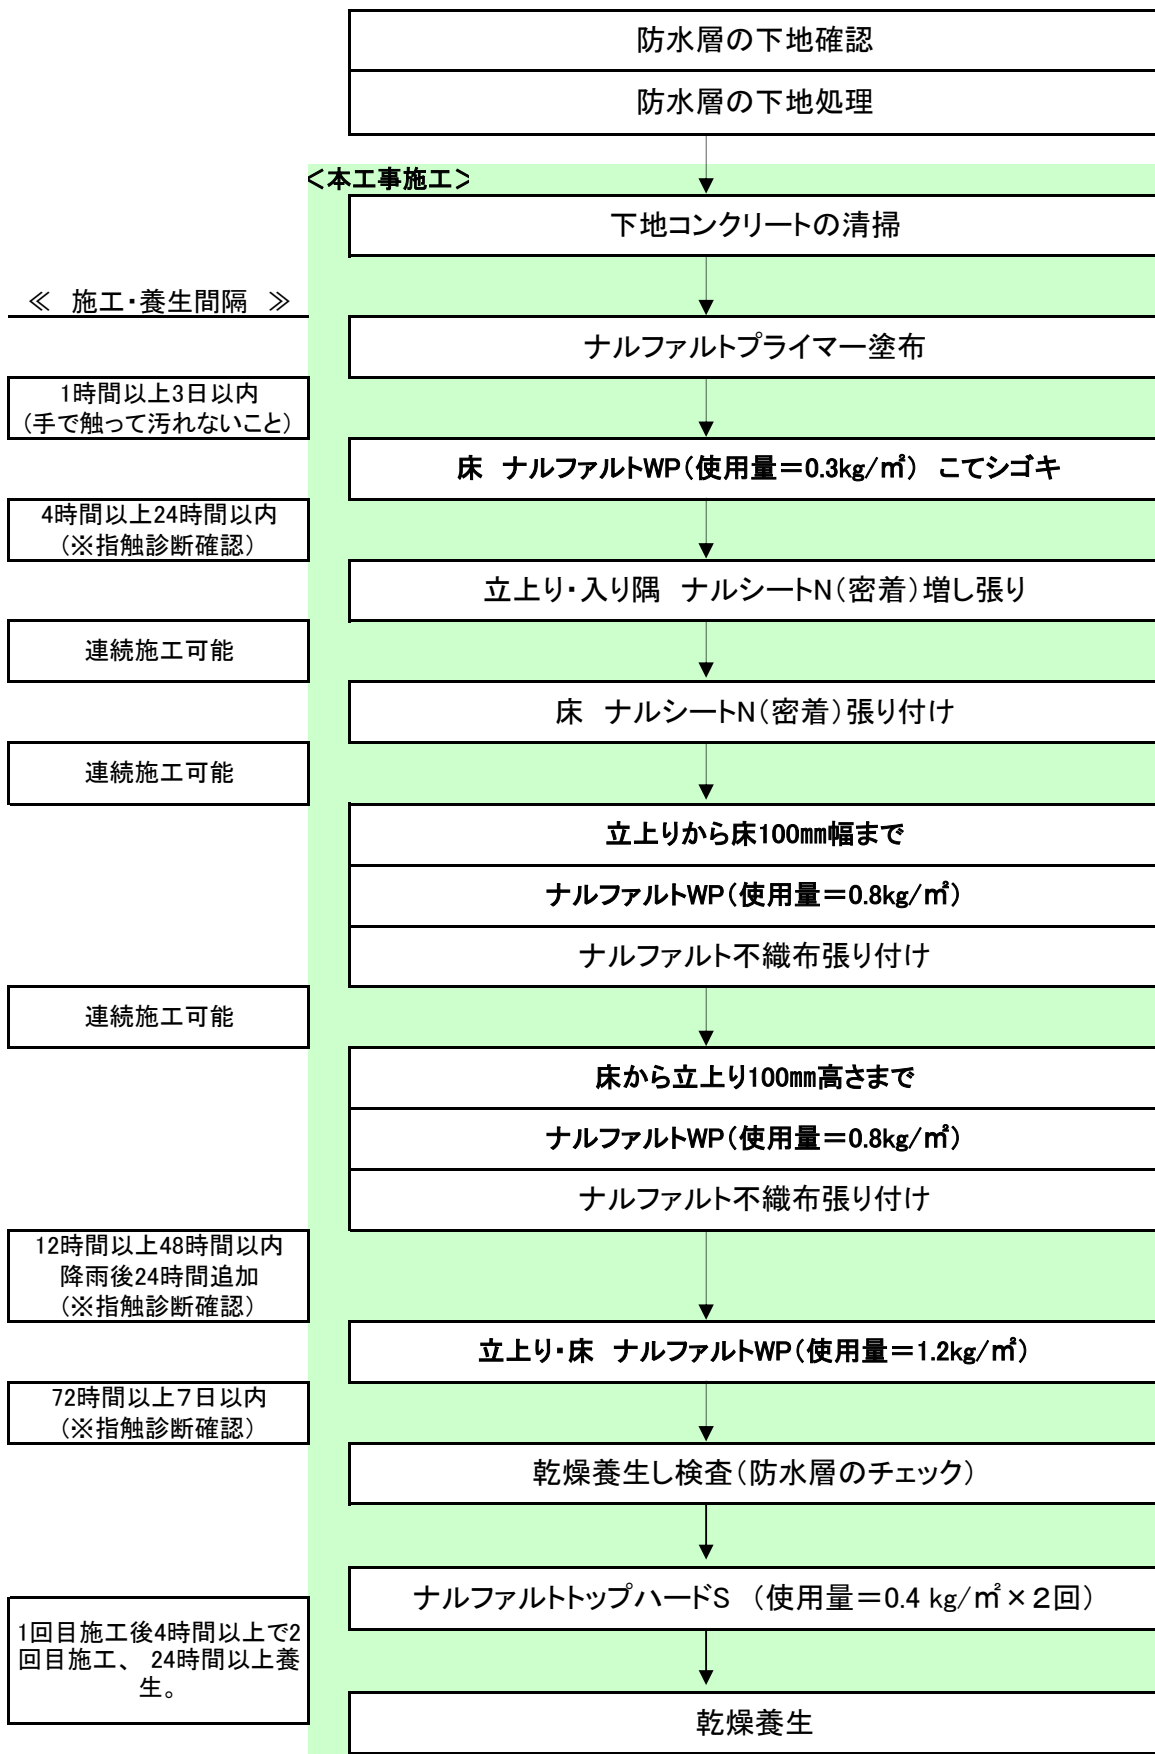 防水層の下地確認
防水層の下地処理
＜本工事施工＞
下地コンクリートの清掃
≪　施工・養生間隔　≫
ナルファルトプライマー塗布
1時間以上3日以内
（手で触って汚れないこと）
床　ナルファルトWP（使用量＝0.3kg/㎡）　こてシゴキ
4時間以上24時間以内
（※指触診断確認）
立上り・入り隅　ナルシートN（密着）増し張り
連続施工可能
床　ナルシートN（密着）張り付け
連続施工可能
立上りから床100㎜幅まで
ナルファルトWP（使用量＝0.8kg/㎡）
ナルファルト不織布張り付け
連続施工可能
床から立上り100㎜高さまで
ナルファルトWP（使用量＝0.8kg/㎡）
ナルファルト不織布張り付け
12時間以上48時間以内
降雨後24時間追加
（※指触診断確認）
立上り・床　ナルファルトWP（使用量＝1.2kg/㎡）
72時間以上７日以内
（※指触診断確認）
乾燥養生し検査（防水層のチェック）
ナルファルトトップハードS　（使用量＝0.4 kg/㎡×２回）
1回目施工後4時間以上で2
回目施工、 24時間以上養
生。
乾燥養生